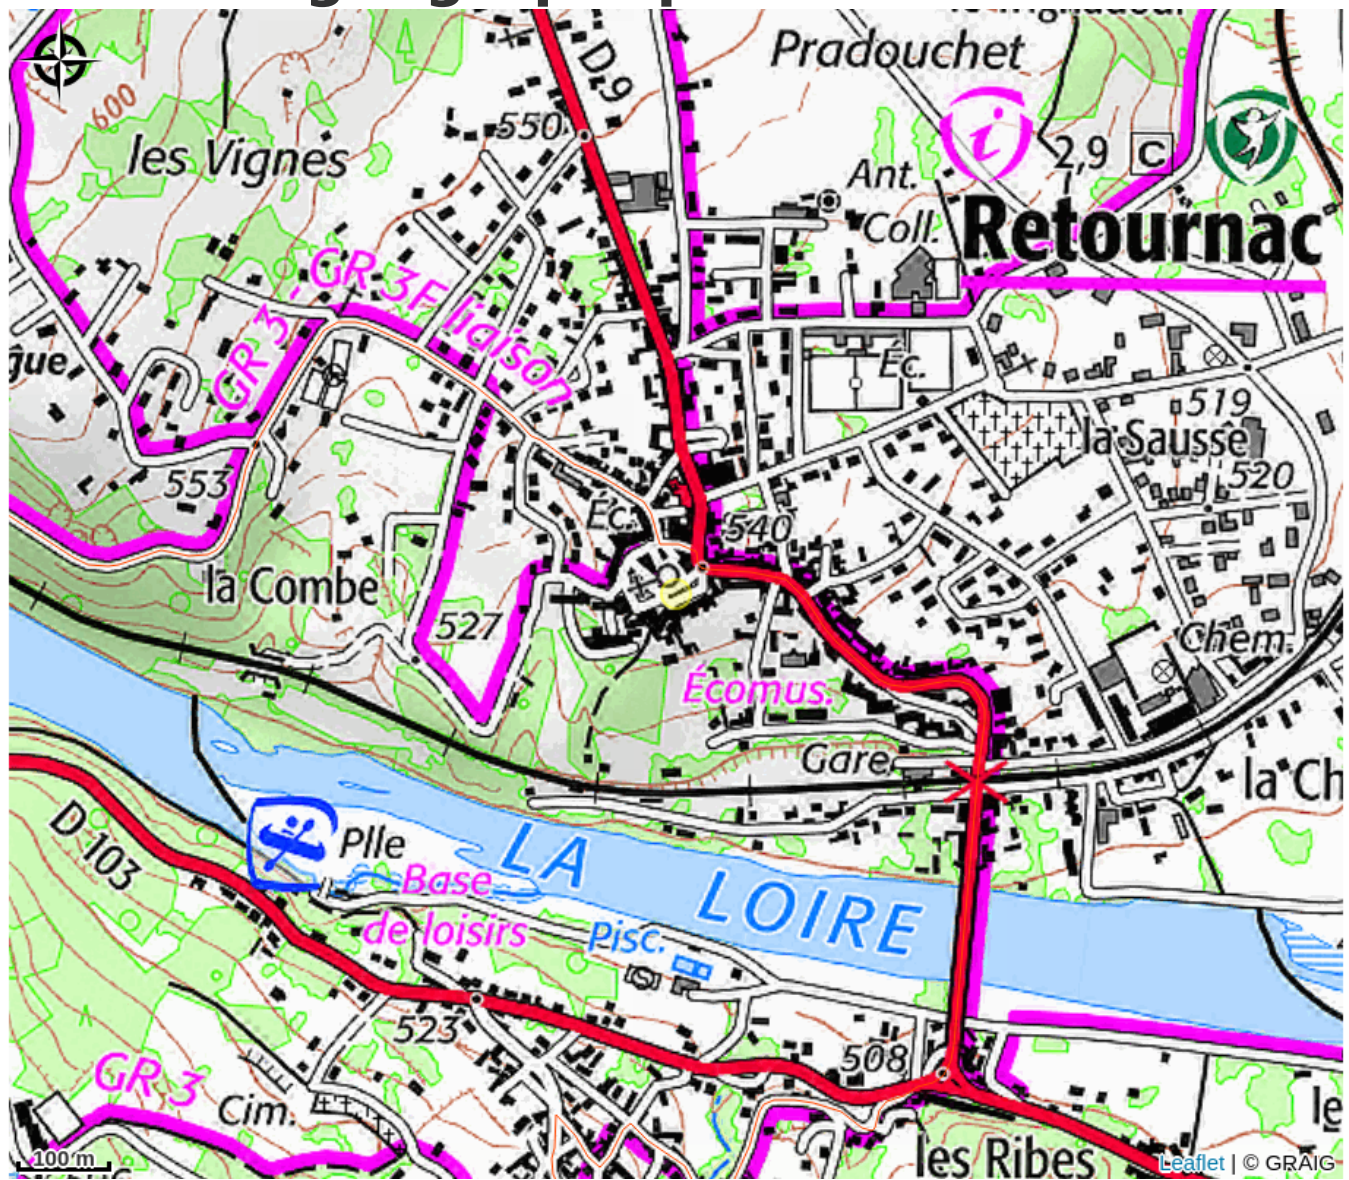 Pradouchet
D 9
550
600
les Vignes
2,9 C
Ant.
Coll.
Retournac
GR 3F liaison
GR 3
gue
Éc.
519
la Sausse
520
553
Éc.
540
la Combe
527
Chem.
Écomus.
Gare
la Ch
D 103
Plle
LA LOIRE
Base
de loisirs
Pisc.
523
508
GR 3
Cim.
le
les Ribes
100 m
Leaflet | © GRAIG